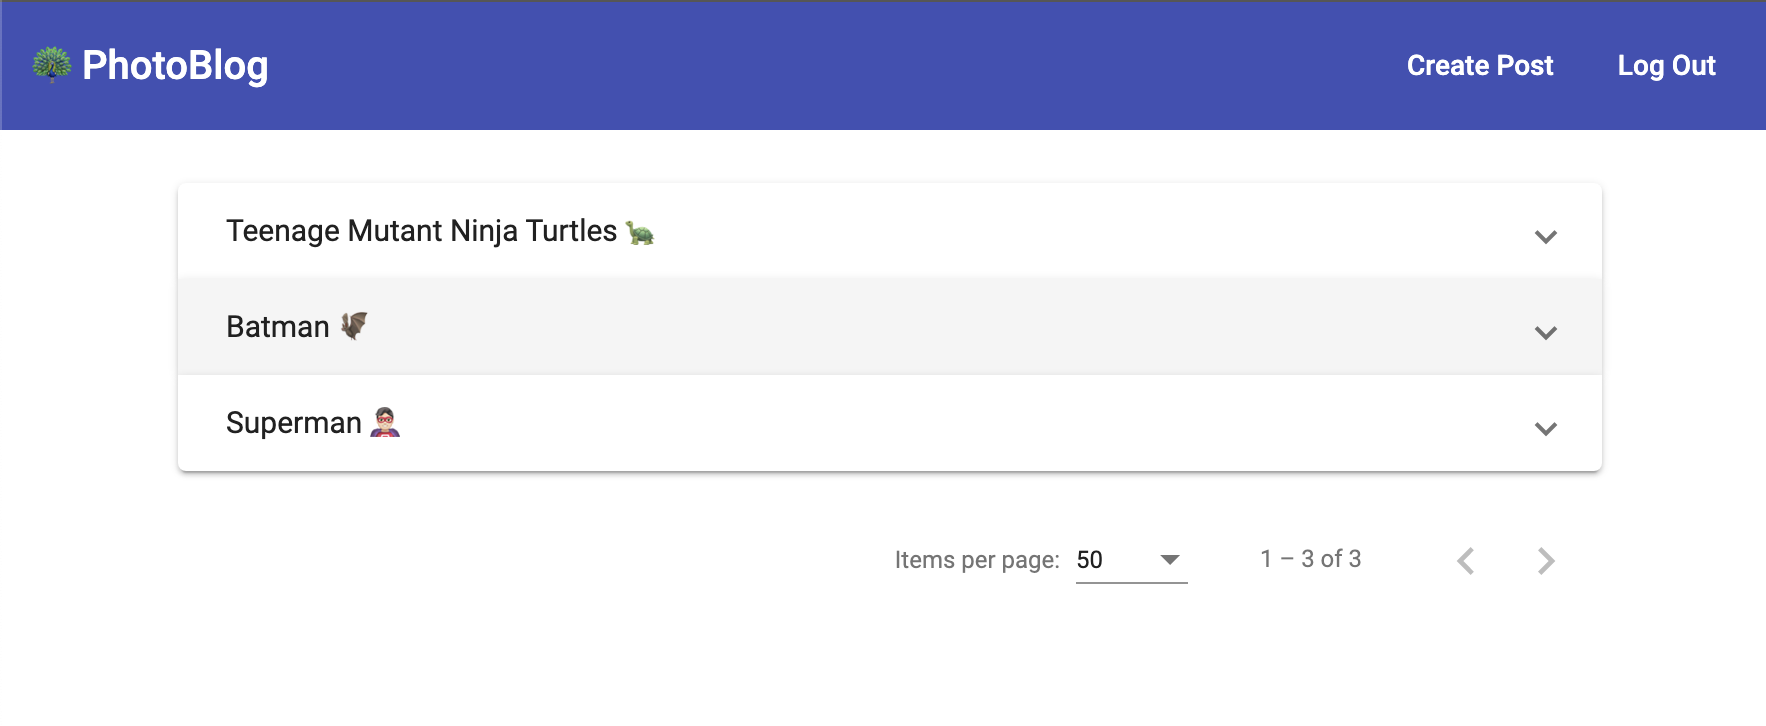 🦚 PhotoBlog Create Post Log Out
Teenage Mutant Ninja Turtles 🐢
Batman 🦇
Superman 🦸🏻‍♂️
Items per page: 50 1 – 3 of 3